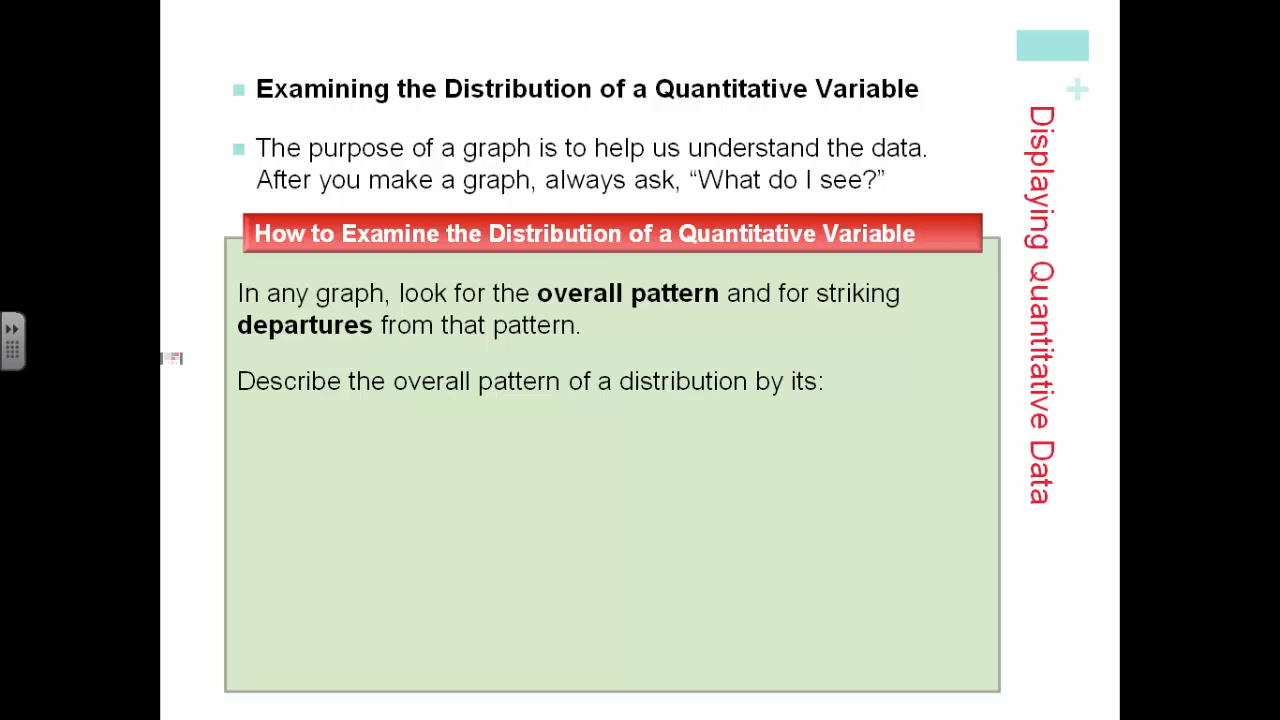 Examining the Distribution of a Quantitative Variable
The purpose of a graph is to help us understand the data.
After you make a graph, always ask, “What do I see?”
How to Examine the Distribution of a Quantitative Variable
In any graph, look for the overall pattern and for striking
departures from that pattern.
Describe the overall pattern of a distribution by its:
+
Displaying Quantitative Data